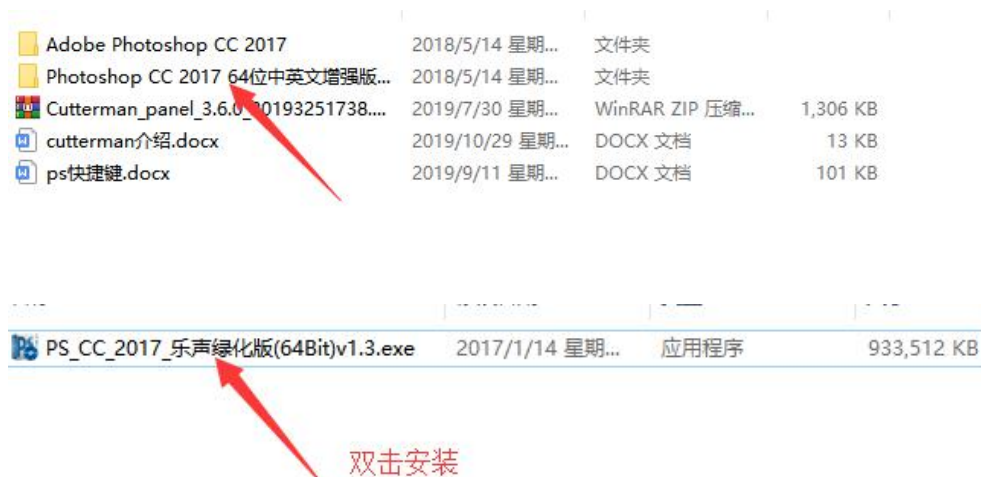 Adobe Photoshop CC 2017 2018/5/14 星期... 文件夹
Photoshop CC 2017 64位中英文增强版... 2018/5/14 星期... 文件夹
Cutterman_panel_3.6.0_20193251738.... 2019/7/30 星期... WinRAR ZIP 压缩... 1,306 KB
cutterman介绍.docx 2019/10/29 星期... DOCX 文档 13 KB
ps快捷键.docx 2019/9/11 星期... DOCX 文档 101 KB
PS_CC_2017_乐声绿化版(64Bit)v1.3.exe 2017/1/14 星期... 应用程序 933,512 KB
双击安装